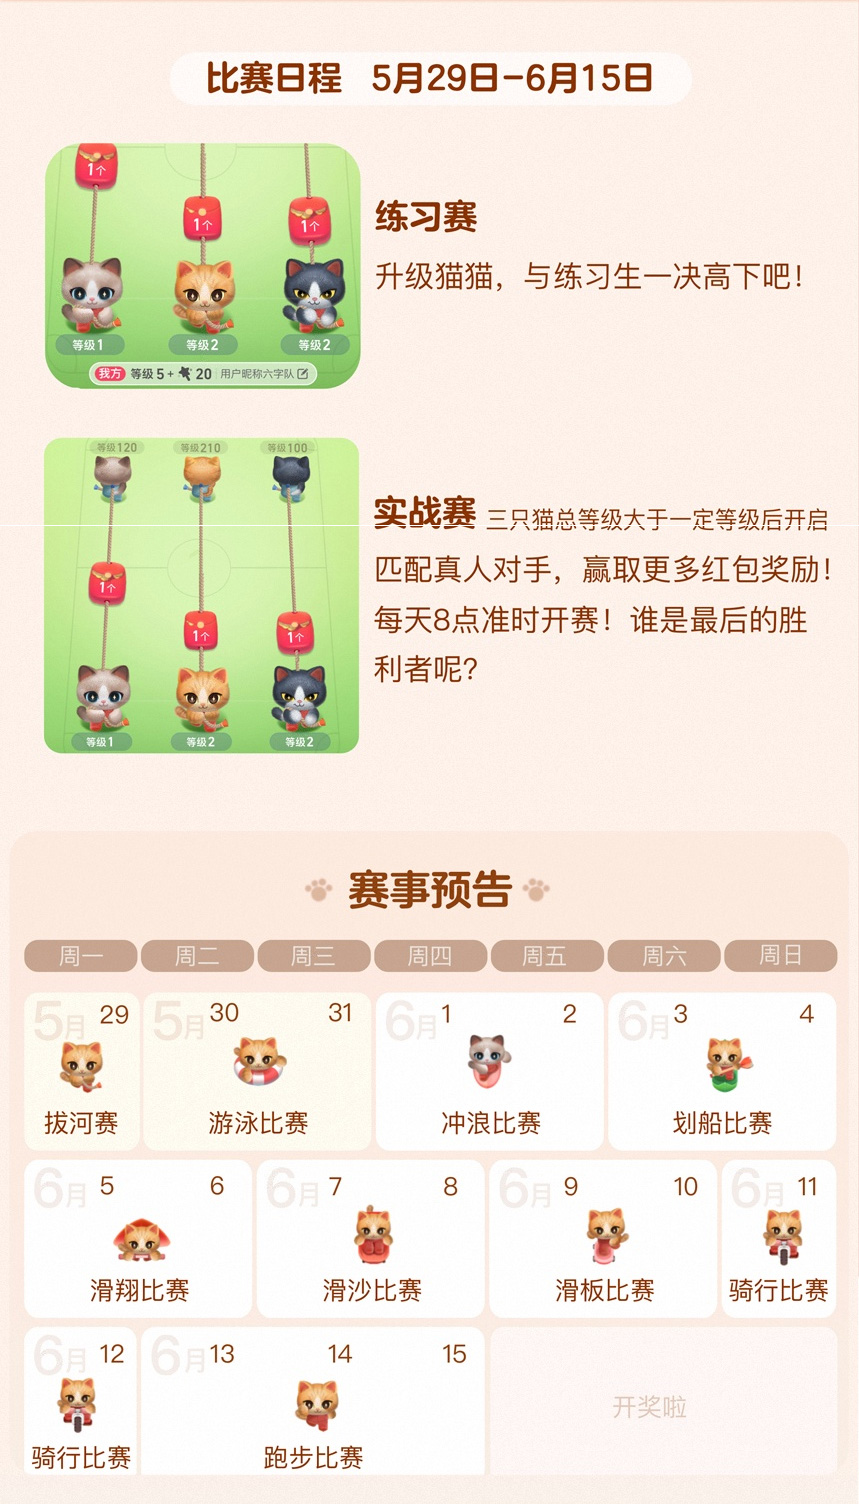 比赛日程 5月29日-6月15日
1个
1个
1个
练习赛
升级猫猫，与练习生一决高下吧！
等级1
等级2
等级2
我方 等级5+ 20 用户昵称六字队
等级120
等级210
等级100
实战赛 三只猫总等级大于一定等级后开启
匹配真人对手，赢取更多红包奖励！
每天8点准时开赛！谁是最后的胜
利者呢？
1个
1个
1个
等级1
等级2
等级2
赛事预告
周一 周二 周三 周四 周五 周六 周日
5月 29 5月 30 31 6月 1 2 6月 3 4
拔河赛 游泳比赛 冲浪比赛 划船比赛
6月 5 6 6月 7 8 6月 9 10 6月 11
滑翔比赛 滑沙比赛 滑板比赛 骑行比赛
6月 12 6月 13 14 15
开奖啦
骑行比赛 跑步比赛